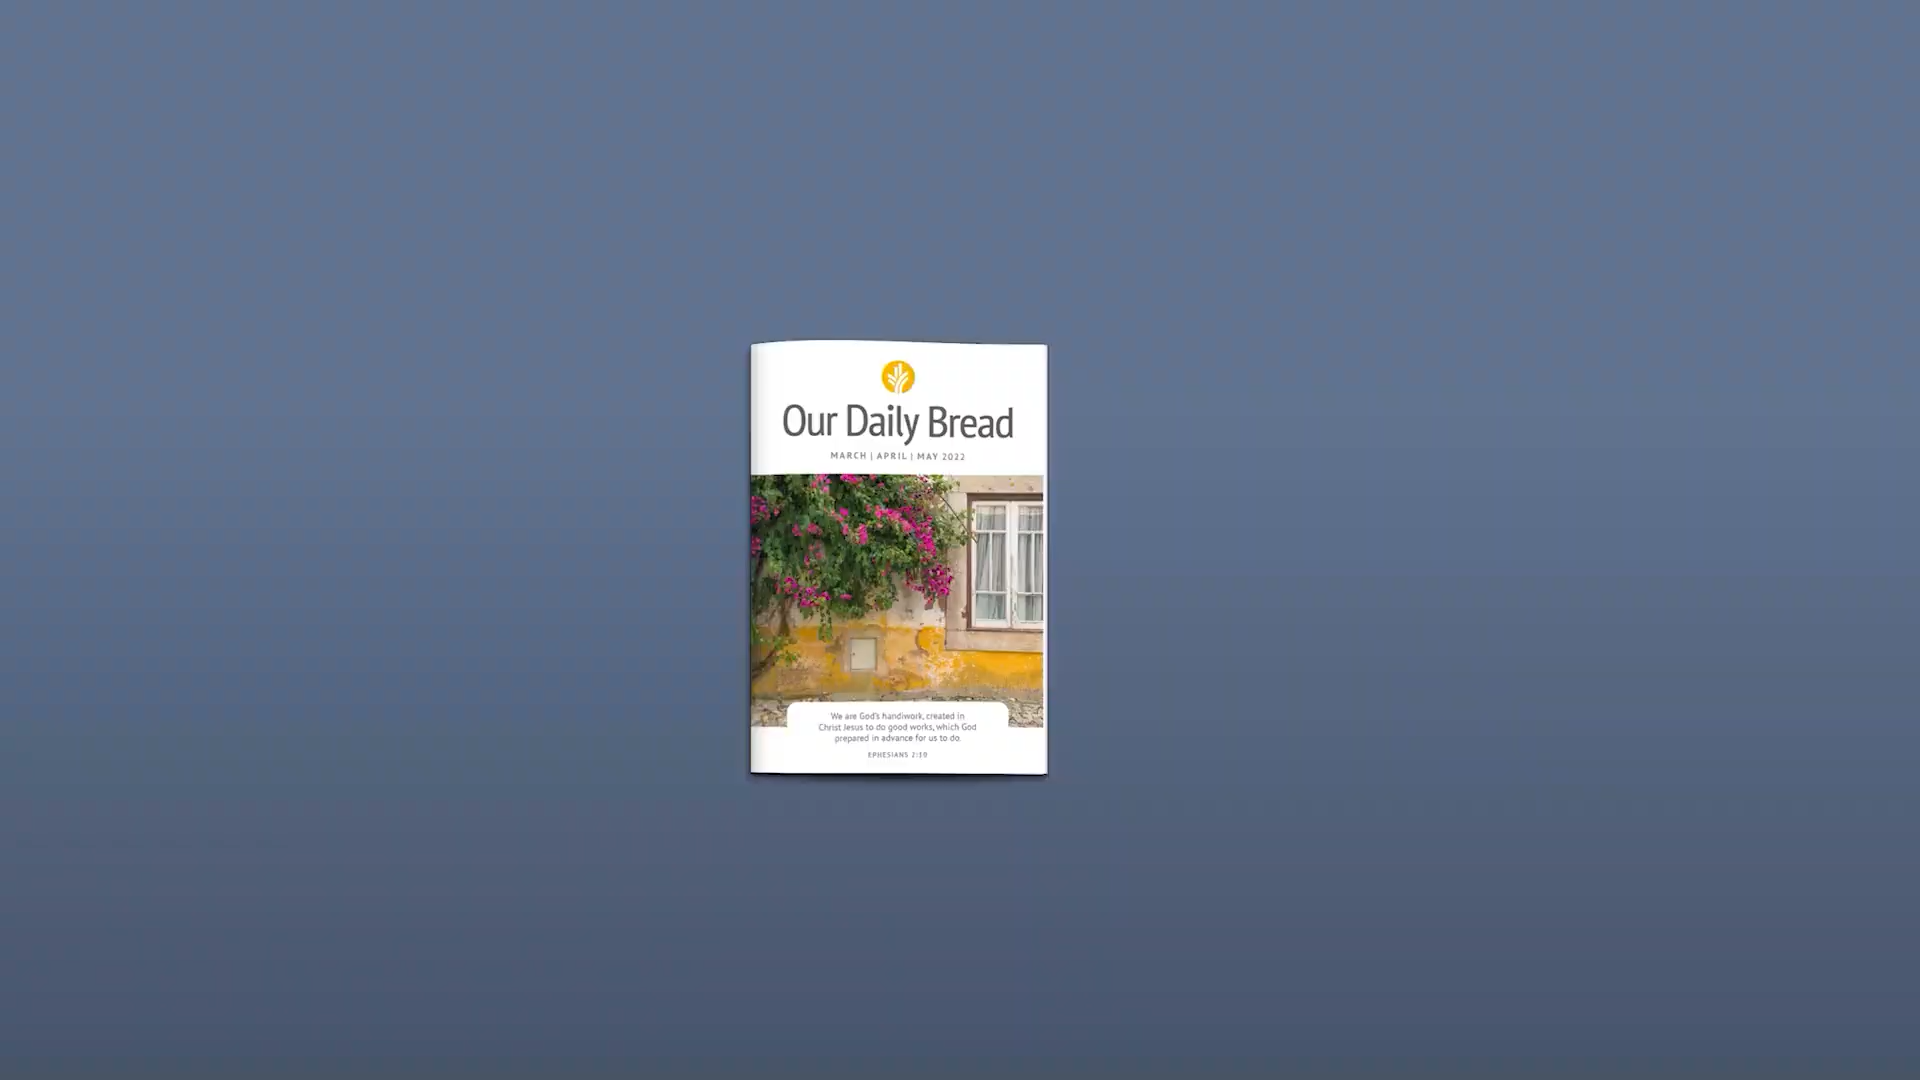 Our Daily Bread
MARCH | APRIL | MAY 2022
We are God's handiwork, created in
Christ Jesus to do good works, which God
prepared in advance for us to do.
EPHESIANS 2:10